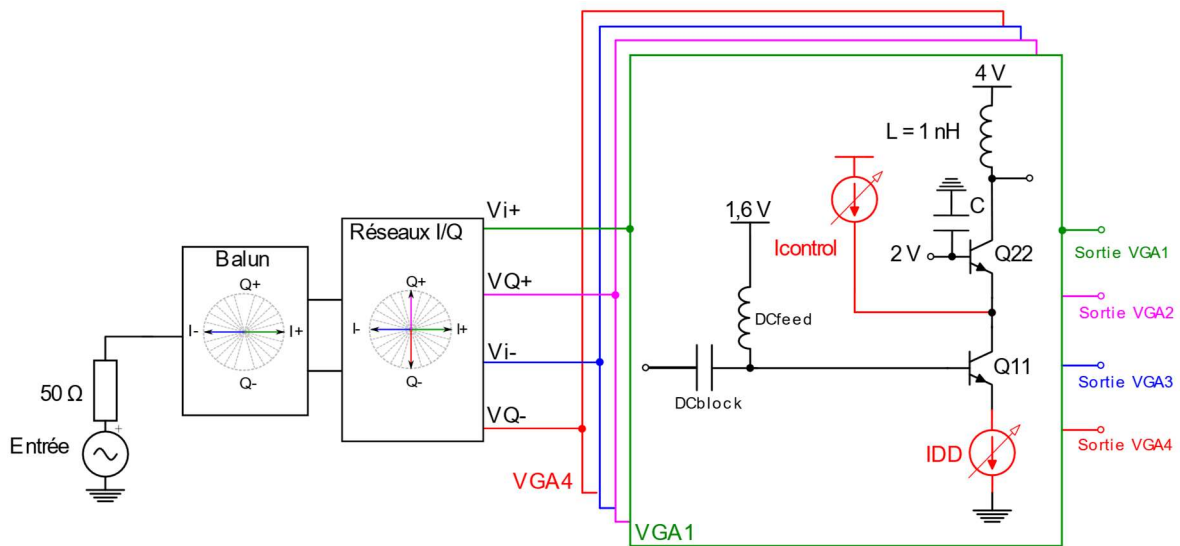 4 V
L = 1 nH
C
1,6 V
Icontrol
2 V
Q22
Réseaux I/Q
Vi+
Balun
Q+
I-
I+
Q-
Q+
I-
I+
Q-
VQ+
Vi-
VQ-
DCfeed
DCblock
Q11
50 Ω
+
Entrée
IDD
VGA4
VGA1
Sortie VGA1
Sortie VGA2
Sortie VGA3
Sortie VGA4